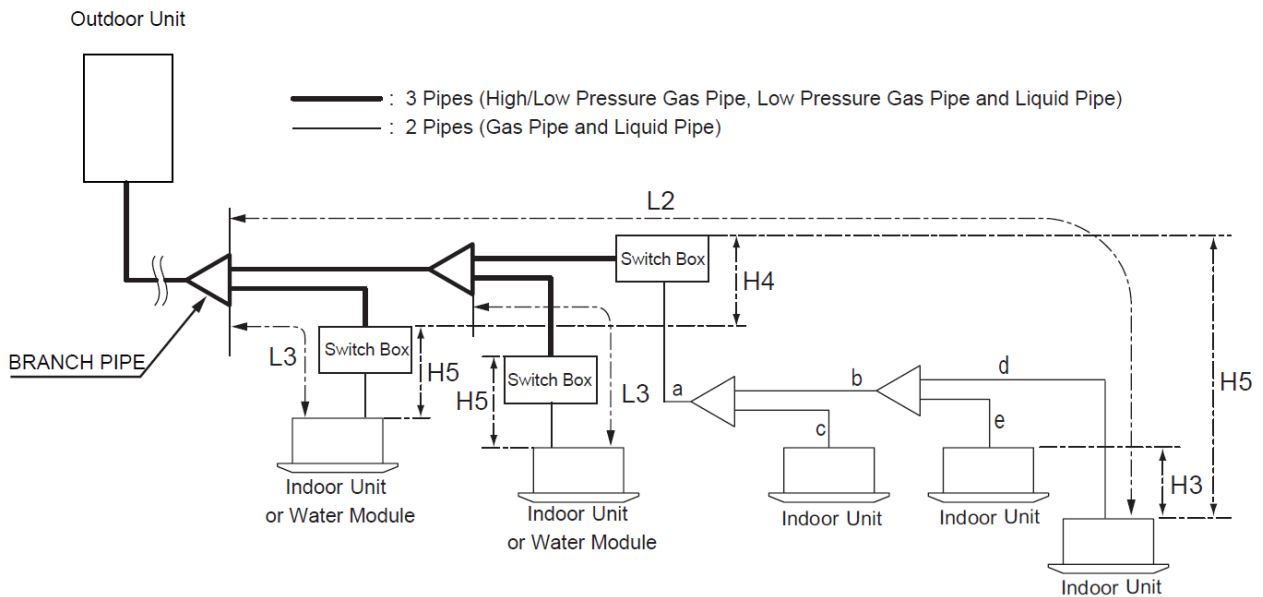 Outdoor Unit
: 3 Pipes (High/Low Pressure Gas Pipe, Low Pressure Gas Pipe and Liquid Pipe)
: 2 Pipes (Gas Pipe and Liquid Pipe)
L2
Switch Box
H4
BRANCH PIPE
L3
Switch Box
H5
H5
Switch Box
L3
a
b
c
d
e
H5
H3
Indoor Unit
or Water Module
Indoor Unit
or Water Module
Indoor Unit
Indoor Unit
Indoor Unit